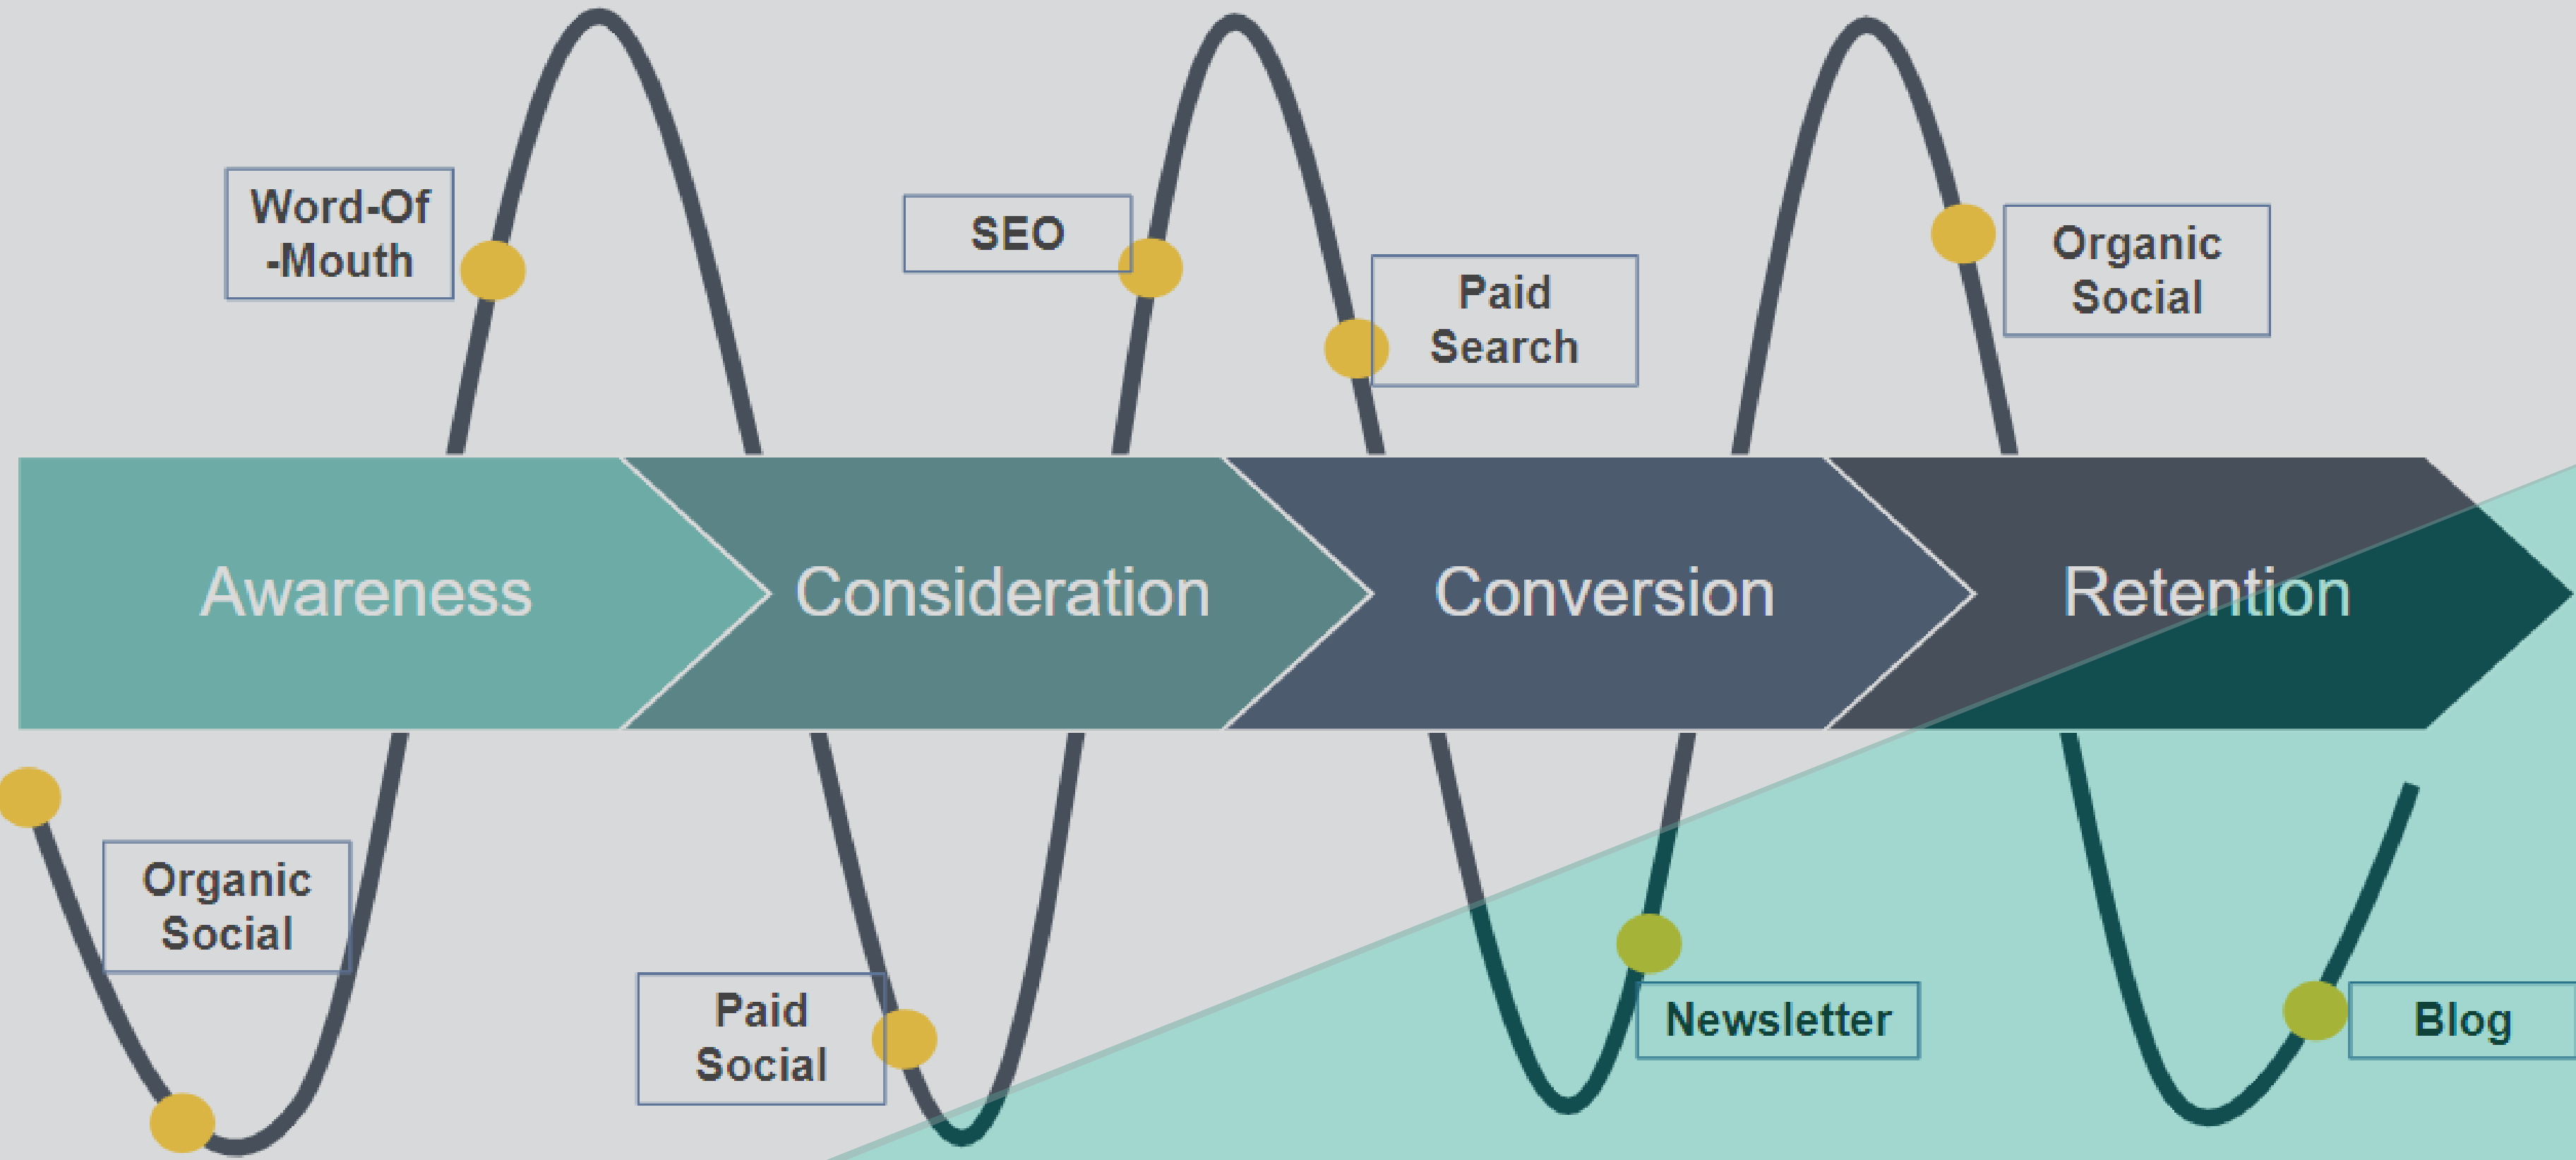 Word-Of
-Mouth
SEO
Paid
Search
Organic
Social
Awareness
Consideration
Conversion
Retention
Organic
Social
Paid
Social
Newsletter
Blog